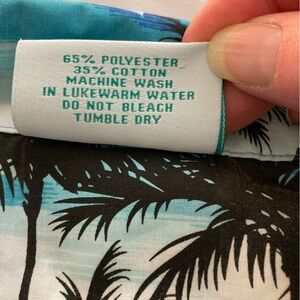 65% POLYESTER
35% COTTON
MACHINE WASH
IN LUKEWARM WATER
DO NOT BLEACH
TUMBLE DRY